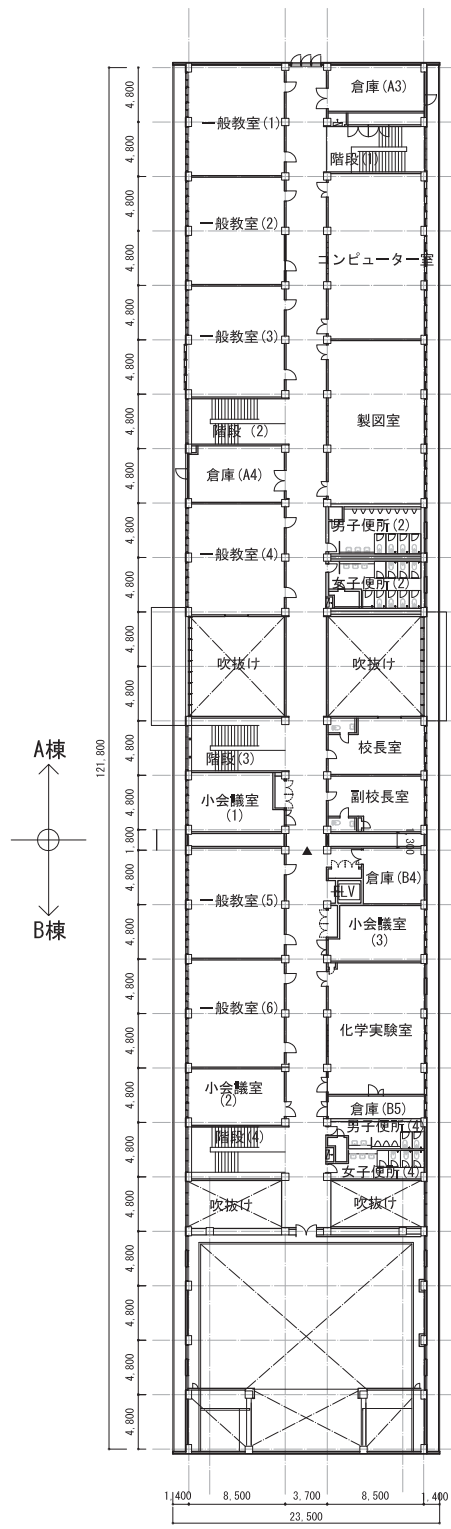 4,800
倉庫(A3)
一般教室(1)
4,800
階段(1)
4,800
一般教室(2)
4,800
コンピューター室
4,800
一般教室(3)
4,800
4,800
階段 (2)
製図室
4,800
倉庫(A4)
4,800
男子便所(2)
一般教室(4)
4,800
女子便所(2)
4,800
吹抜け
吹抜け
4,800
4,800
階段(3)
校長室
A棟
121,800
4,800
小会議室
(1)
副校長室
1,800
1,300
B棟
4,800
一般教室(5)
ELV
倉庫(B4)
4,800
小会議室
(3)
4,800
一般教室(6)
化学実験室
4,800
4,800
小会議室
(2)
倉庫(B5)
4,800
階段(4)
男子便所(4)
女子便所(4)
4,800
吹抜け
吹抜け
4,800
4,800
4,800
4,800
1,400
8,500
3,700
8,500
1,400
23,500